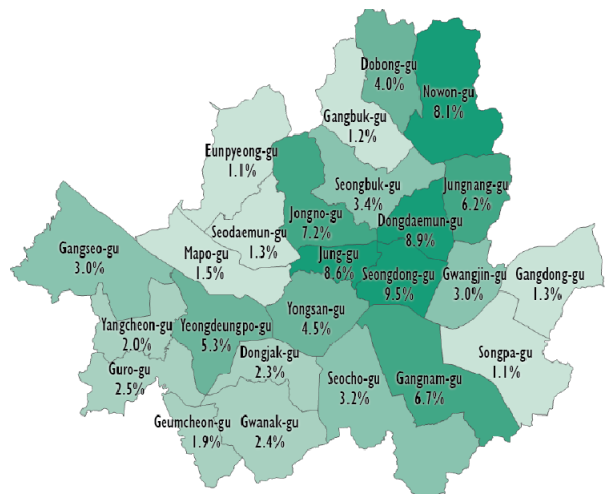 Dobong-gu
4.0%
Nowon-gu
8.1%
Gangbuk-gu
1.2%
Eunpyeong-gu
1.1%
Seongbuk-gu
3.4%
Jungnang-gu
6.2%
Jongno-gu
7.2%
Dongdaemun-gu
8.9%
Seodaemun-gu
1.3%
Gangseo-gu
3.0%
Mapo-gu
1.5%
Jung-gu
8.6%
Seongdong-gu
9.5%
Gwangjin-gu
3.0%
Gangdong-gu
1.3%
Yangcheon-gu
2.0%
Yeongdeungpo-gu
5.3%
Yongsan-gu
4.5%
Dongjak-gu
2.3%
Songpa-gu
1.1%
Guro-gu
2.5%
Seocho-gu
3.2%
Gangnam-gu
6.7%
Geumcheon-gu
1.9%
Gwanak-gu
2.4%